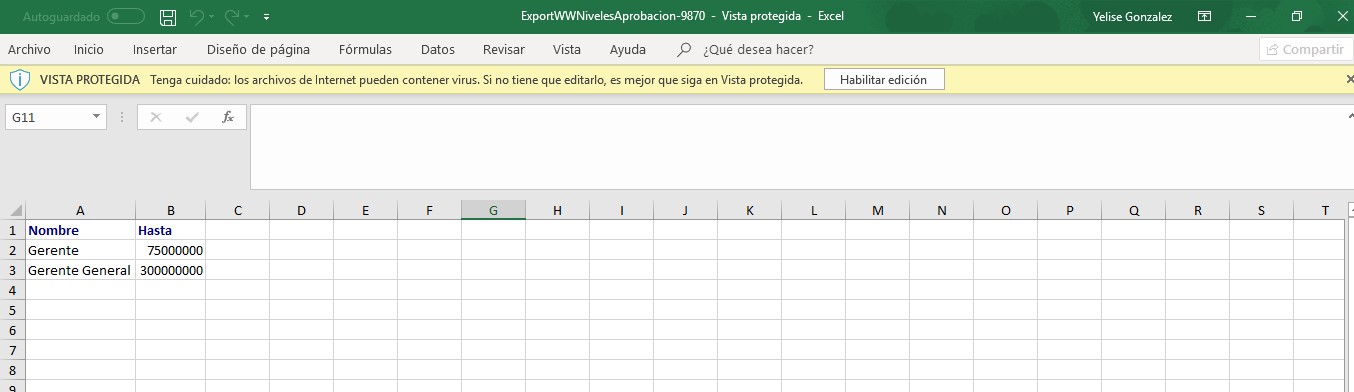 Autoguardado
ExportWWNivelesAprobacion-9870 - Vista protegida - Excel
Yelise Gonzalez
Archivo Inicio Insertar Diseño de página Fórmulas Datos Revisar Vista Ayuda ¿Qué desea hacer? Compartir
VISTA PROTEGIDA Tenga cuidado: los archivos de Internet pueden contener virus. Si no tiene que editarlo, es mejor que siga en Vista protegida. Habilitar edición
G11 fx
A B C D E F G H I J K L M N O P Q R S T
1 Nombre Hasta
2 Gerente 75000000
3 Gerente General 300000000
4
5
6
7
8
9